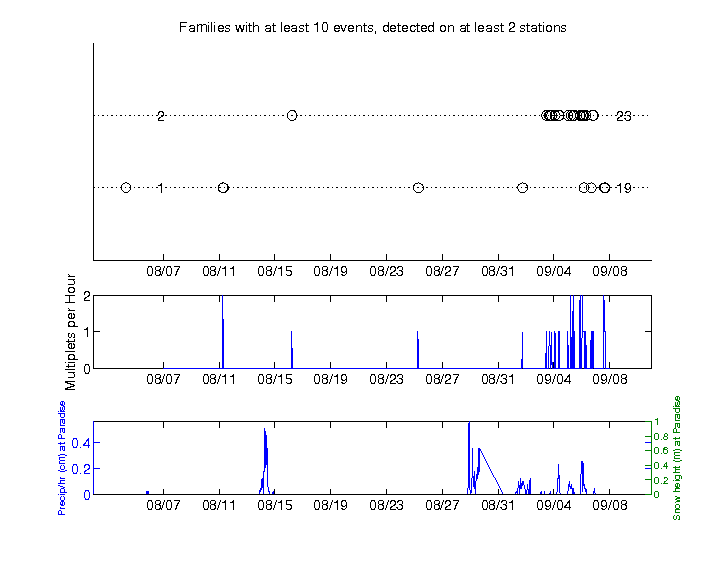 Families with at least 10 events, detected on at least 2 stations
2 23
1 19
08/07 08/11 08/15 08/19 08/23 08/27 08/31 09/04 09/08
Multiplets per Hour
2
1
0
08/07 08/11 08/15 08/19 08/23 08/27 08/31 09/04 09/08
Precip/hr (cm) at Paradise
0.4
0.2
0
1
0.8
0.6
0.4
0.2
0
Snow height (m) at Paradise
08/07 08/11 08/15 08/19 08/23 08/27 08/31 09/04 09/08